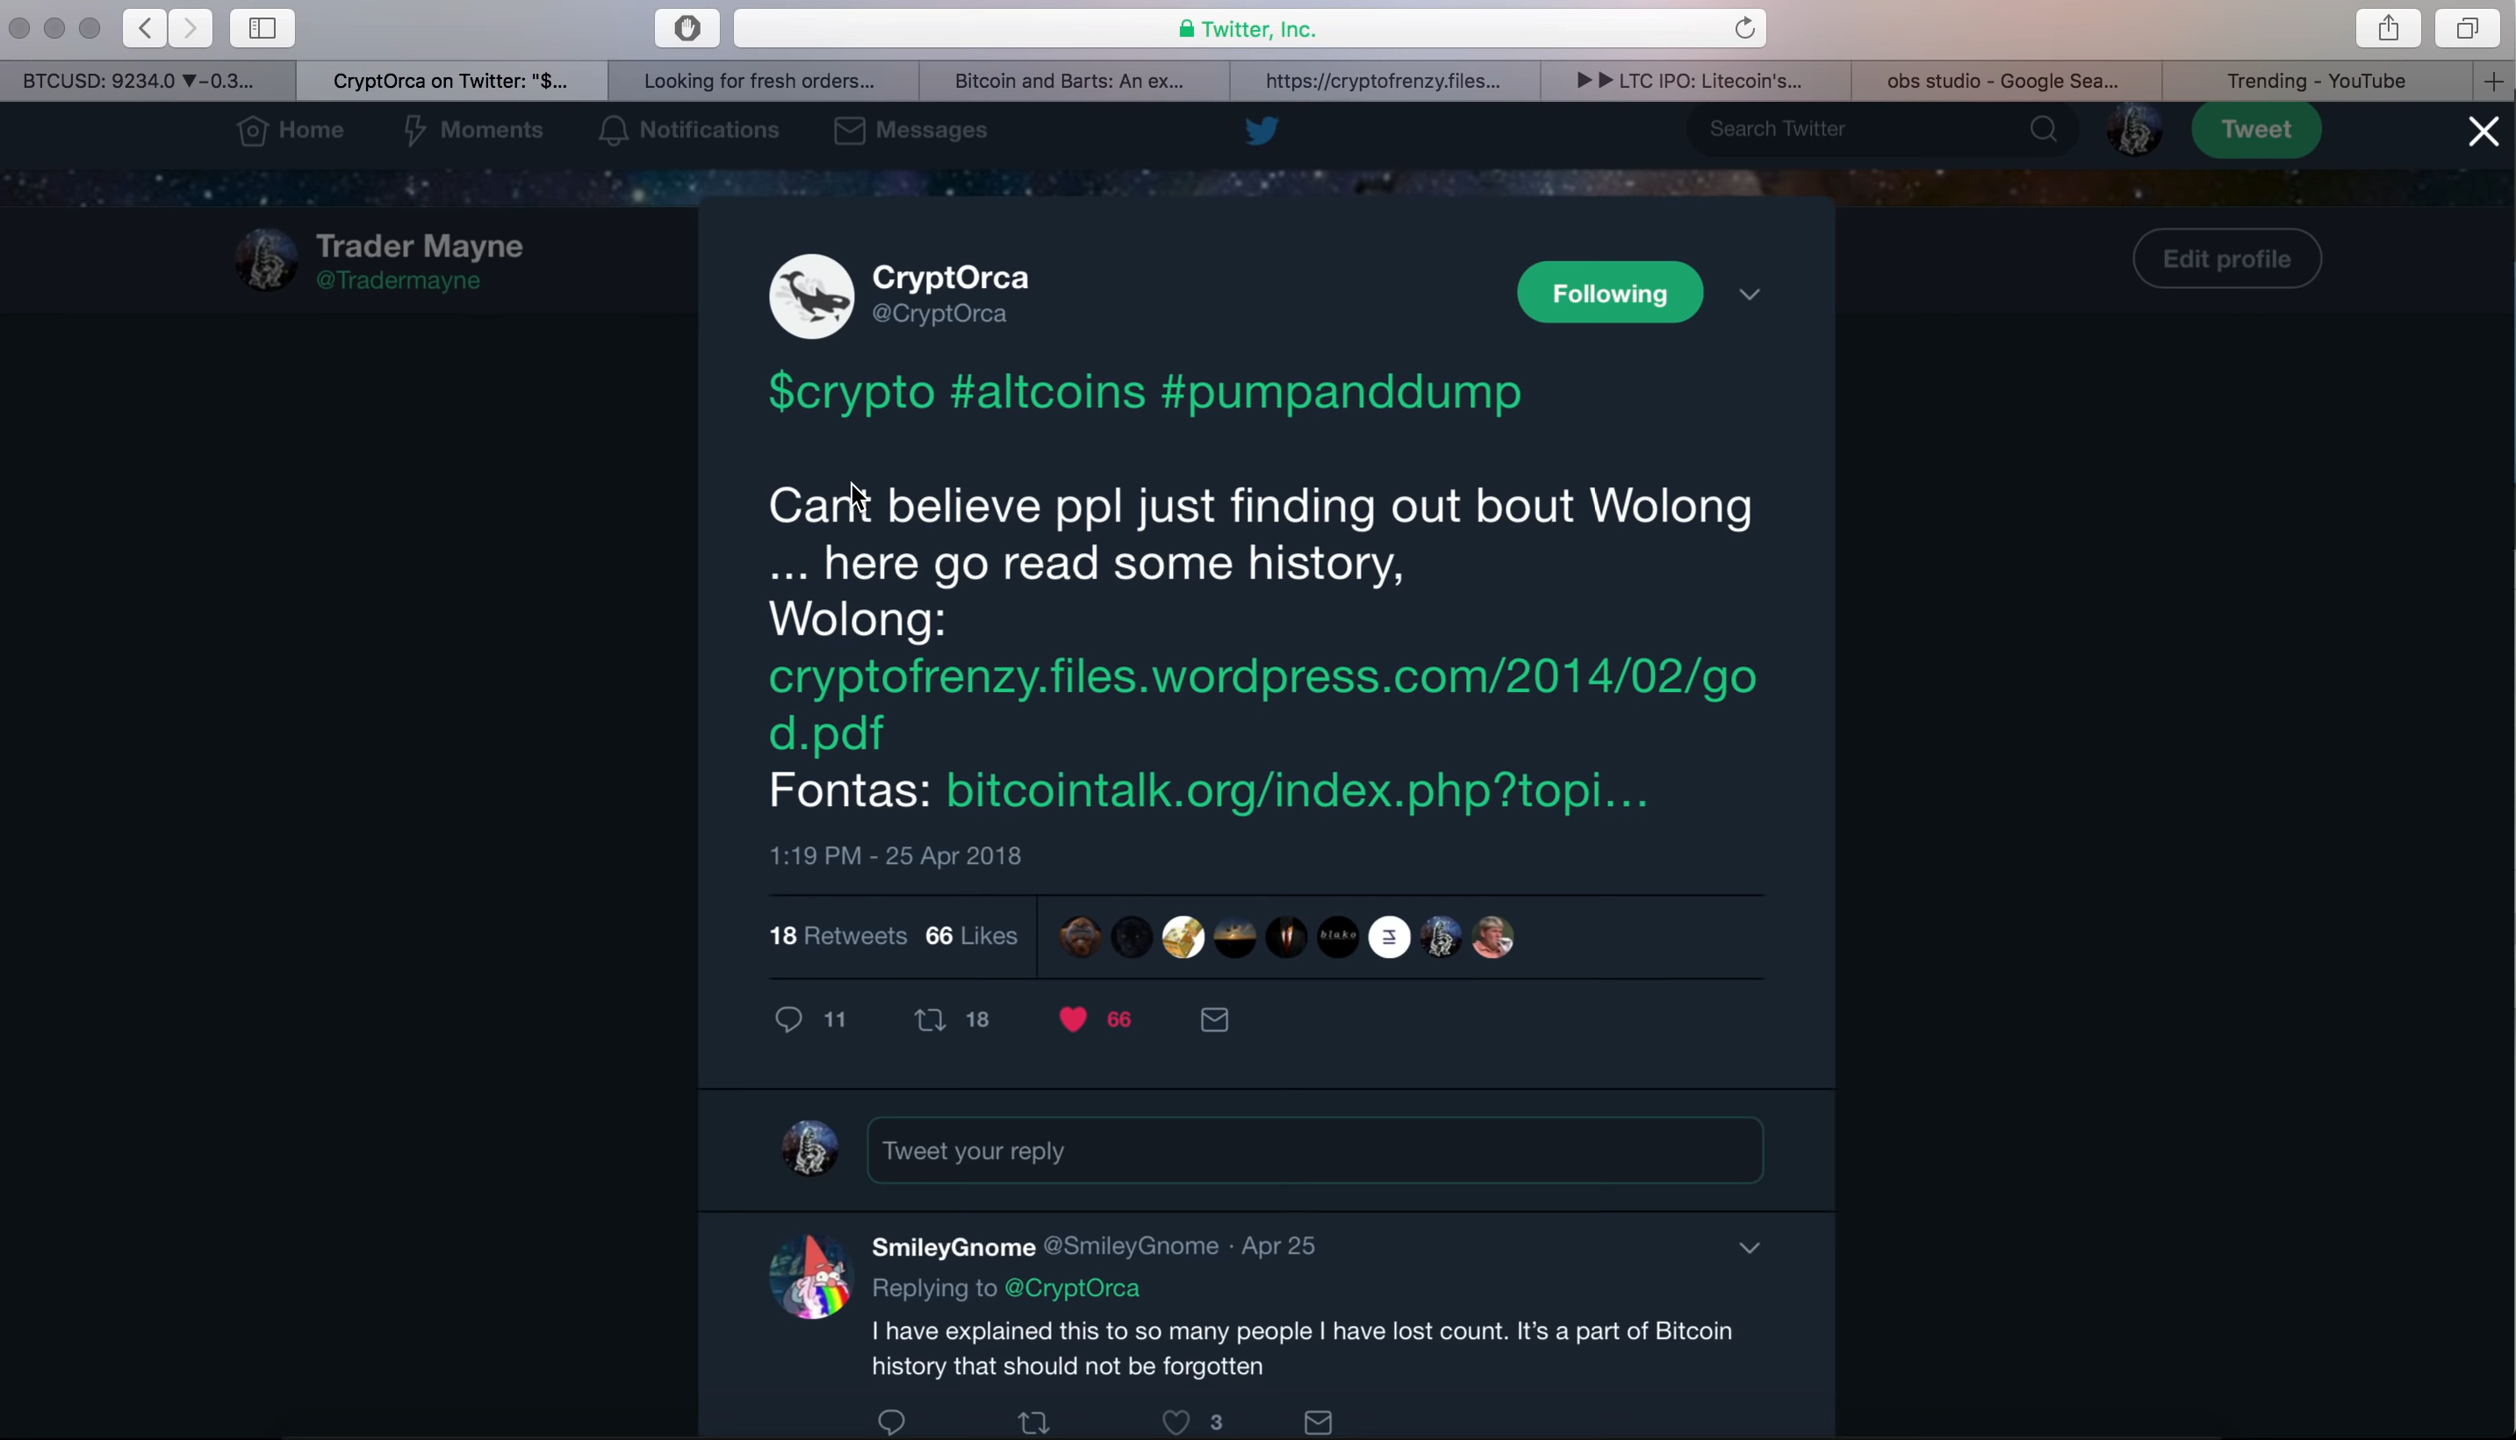 Twitter, Inc.
BTCUSD: 9234.0 ▼−0.3...
CryptOrca on Twitter: "$...
Looking for fresh orders...
Bitcoin and Barts: An ex...
https://cryptofrenzy.files...
►► LTC IPO: Litecoin's...
obs studio - Google Sea...
Trending - YouTube
Home
Moments
Notifications
Messages
Search Twitter
Tweet
Trader Mayne
@Tradermayne
Edit profile
CryptOrca
@CryptOrca
Following
$crypto #altcoins #pumpanddump
Cant believe ppl just finding out bout Wolong
... here go read some history,
Wolong:
cryptofrenzy.files.wordpress.com/2014/02/go
d.pdf
Fontas: bitcointalk.org/index.php?topi…
1:19 PM - 25 Apr 2018
18 Retweets 66 Likes
blako
11 18 66
Tweet your reply
SmileyGnome @SmileyGnome · Apr 25
Replying to @CryptOrca
I have explained this to so many people I have lost count. It’s a part of Bitcoin
history that should not be forgotten
3